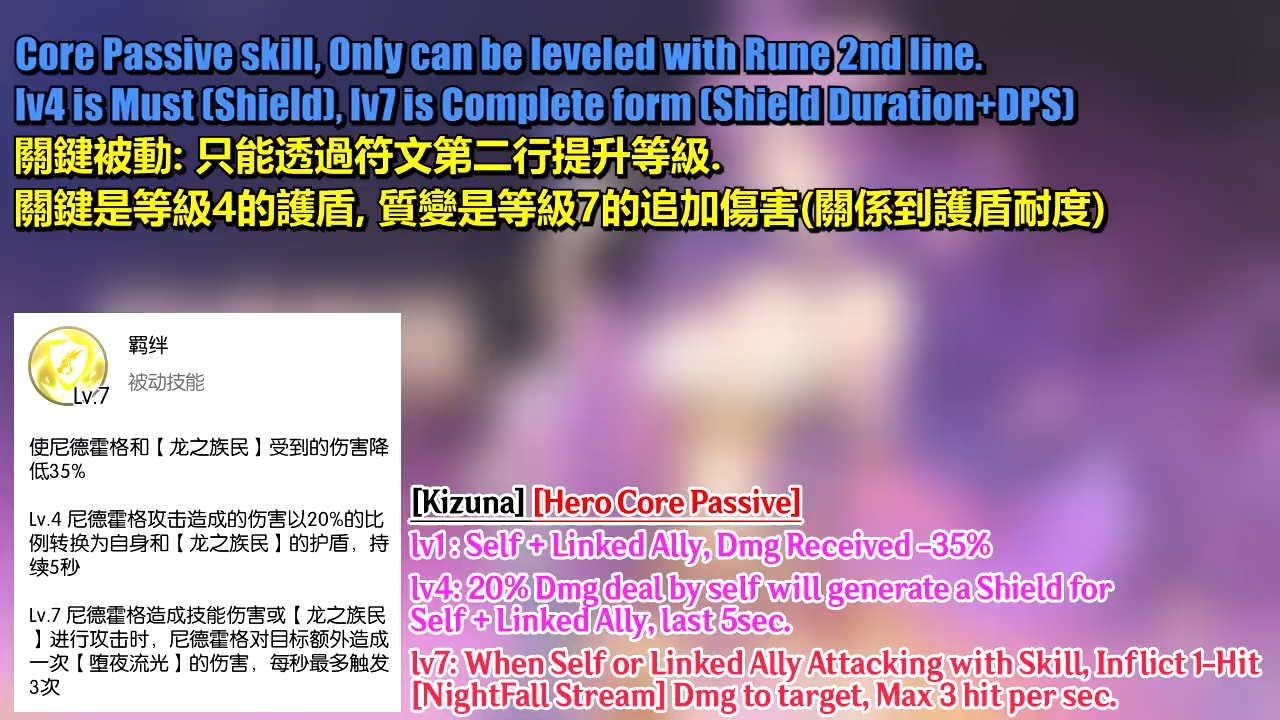 Core Passive skill, Only can be leveled with Rune 2nd line.
lv4 is Must (Shield), lv7 is Complete form (Shield Duration+DPS)
關鍵被動: 只能透過符文第二行提升等級.
關鍵是等級4的護盾, 質變是等級7的追加傷害(關係到護盾耐度)
羁绊
被动技能
Lv.7
使尼德霍格和【龙之族民】受到的伤害降
低35%
Lv.4 尼德霍格攻击造成的伤害以20%的比
例转换为自身和【龙之族民】的护盾，持
续5秒
Lv.7 尼德霍格造成技能伤害或【龙之族民
】进行攻击时，尼德霍格对目标额外造成
一次【堕夜流光】的伤害，每秒最多触发
3次
[Kizuna] [Hero Core Passive]
lv1 : Self + Linked Ally, Dmg Received -35%
lv4: 20% Dmg deal by self will generate a Shield for
Self + Linked Ally, last 5sec.
lv7: When Self or Linked Ally Attacking with Skill, Inflict 1-Hit
[NightFall Stream] Dmg to target, Max 3 hit per sec.